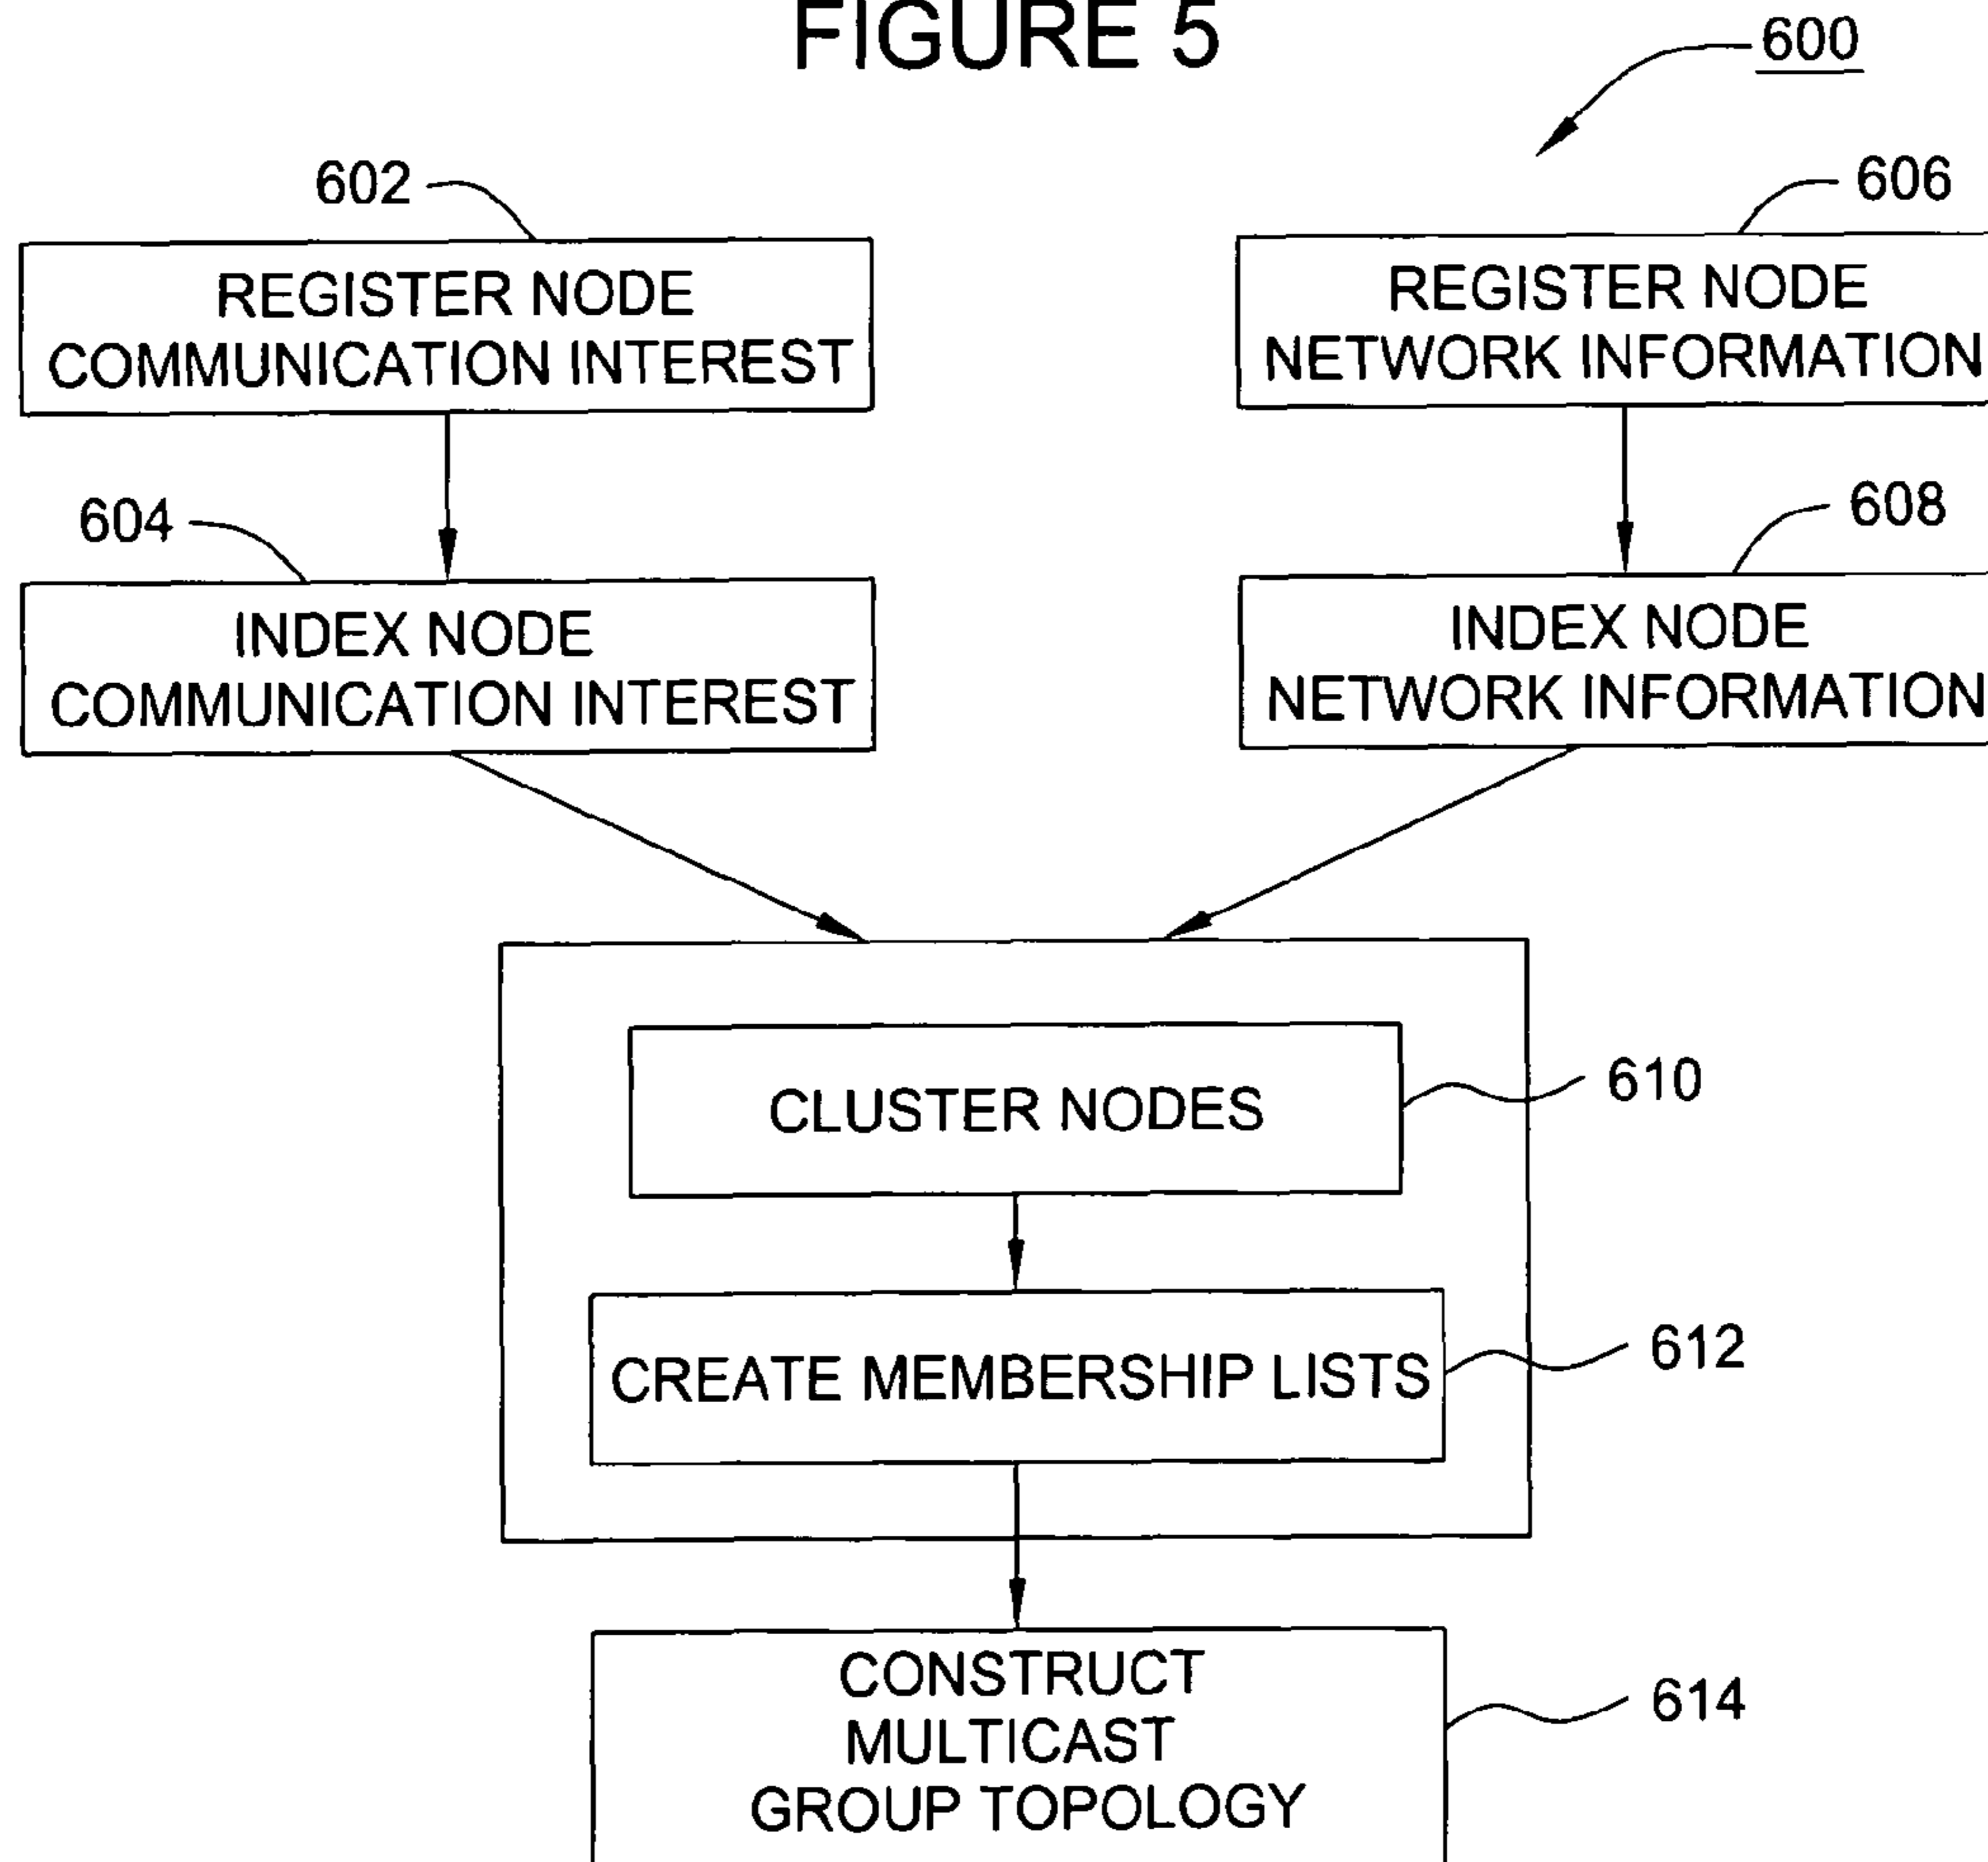 FIGURE 5
600
602
606
REGISTER NODE
COMMUNICATION INTEREST
REGISTER NODE
NETWORK INFORMATION
604
608
INDEX NODE
COMMUNICATION INTEREST
INDEX NODE
NETWORK INFORMATION
CLUSTER NODES
610
CREATE MEMBERSHIP LISTS
612
CONSTRUCT
MULTICAST
GROUP TOPOLOGY
614